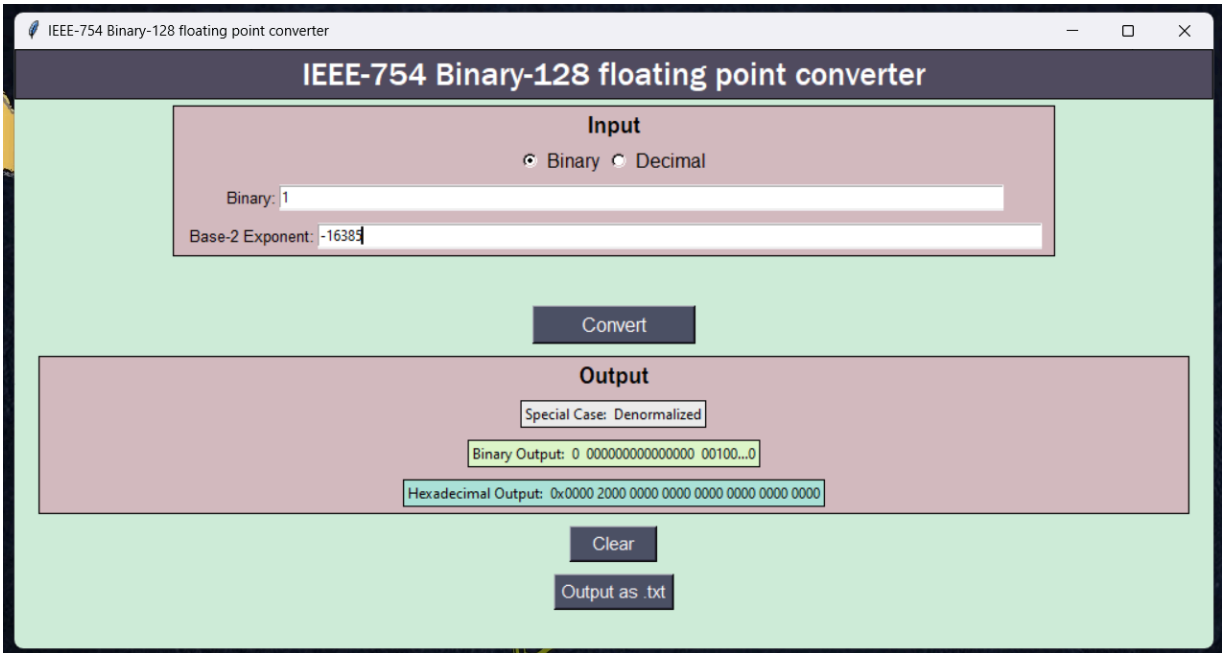 IEEE-754 Binary-128 floating point converter
IEEE-754 Binary-128 floating point converter
Input
Binary Decimal
Binary: 1
Base-2 Exponent: -16385
Convert
Output
Special Case: Denormalized
Binary Output: 0 000000000000000 00100...0
Hexadecimal Output: 0x0000 2000 0000 0000 0000 0000 0000 0000
Clear
Output as .txt